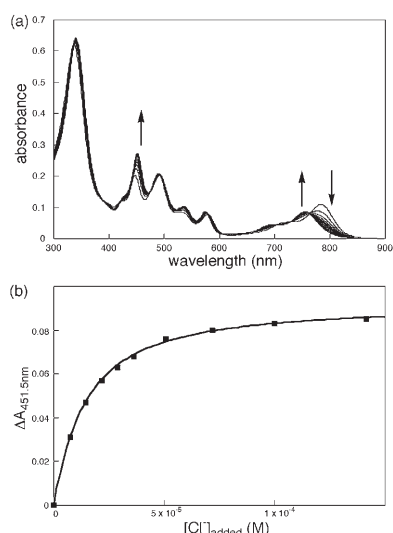 (a)
0.7
0.6
0.5
0.4
0.3
0.2
0.1
0
absorbance
300 400 500 600 700 800 900
wavelength (nm)
(b)
0.08
0.06
0.04
0.02
0
ΔA451.5nm
0 5 x 10⁻⁵ 1 x 10⁻⁴
[Cl⁻]added (M)